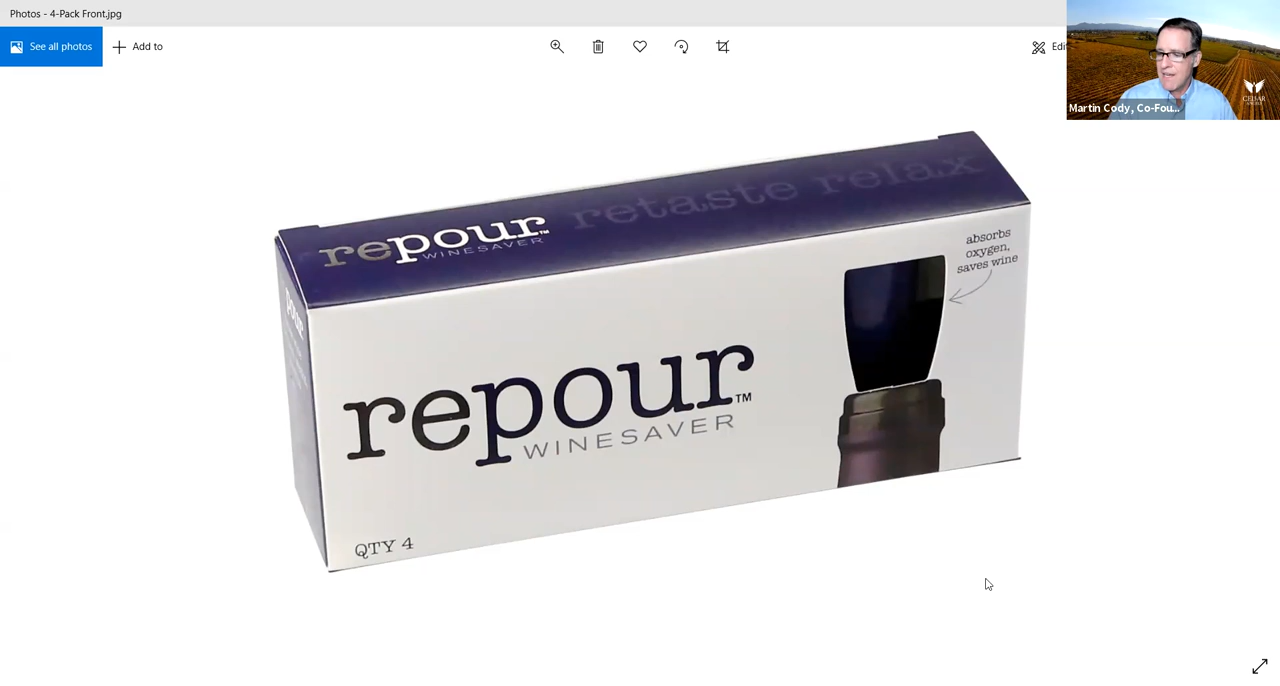 Photos - 4-Pack Front.jpg
See all photos
Add to
Martin Cody, Co-Fou...
repour™
WINESAVER
retaste relax
absorbs
oxygen,
saves wine
repour™
WINESAVER
QTY 4